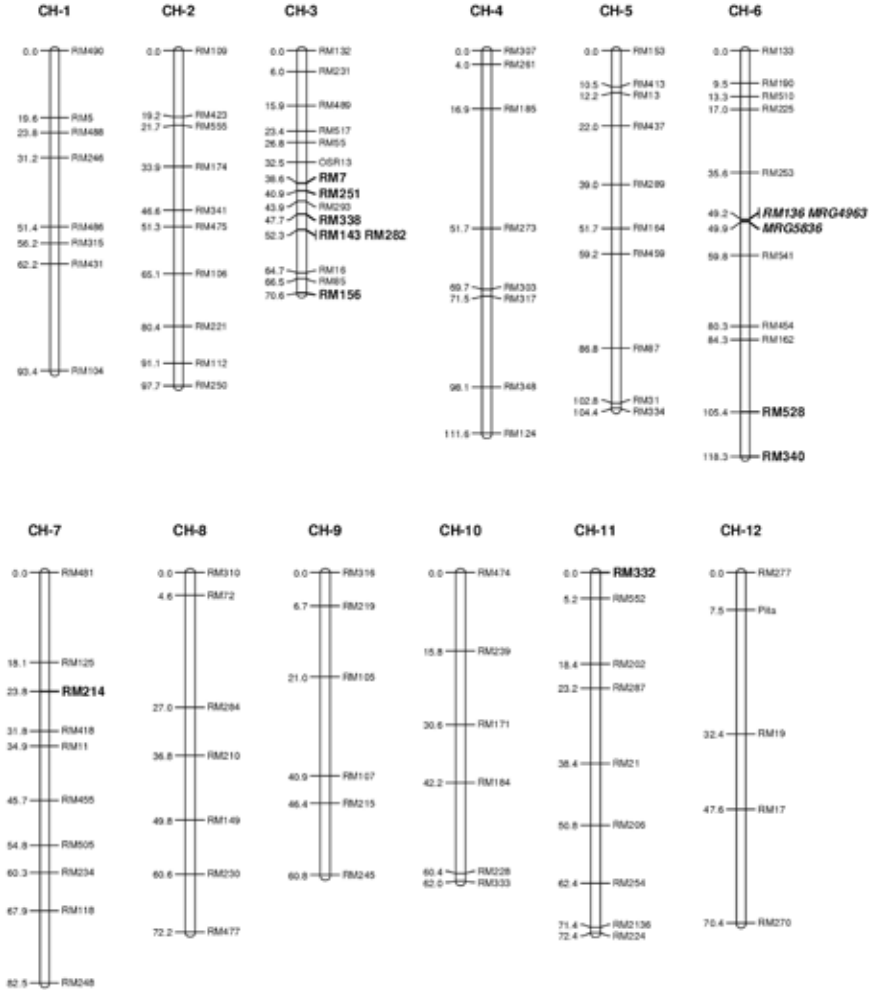 CH-1
0.0 RM490
19.6 RM5
23.8 RM488
31.2 RM246
51.4 RM486
56.2 RM315
62.2 RM431
93.4 RM104
CH-2
0.0 RM109
19.2 RM423
21.7 RM555
33.9 RM174
46.6 RM341
51.3 RM475
65.1 RM106
80.4 RM221
91.1 RM112
97.7 RM250
CH-3
0.0 RM132
6.0 RM231
15.9 RM489
23.4 RM517
26.8 RM55
32.5 OSR13
38.6 RM7
40.9 RM251
43.9 RM293
47.7 RM338
52.3 RM143 RM282
64.7 RM16
66.5 RM85
70.6 RM156
CH-4
0.0 RM307
4.0 RM261
16.9 RM185
51.7 RM273
69.7 RM303
71.5 RM317
98.1 RM348
111.6 RM124
CH-5
0.0 RM153
10.5 RM413
12.2 RM13
22.0 RM437
39.0 RM289
51.7 RM164
59.2 RM459
86.8 RM87
102.8 RM31
104.4 RM334
CH-6
0.0 RM133
9.5 RM190
13.3 RM510
17.0 RM225
35.6 RM253
49.2 RM136 MRG4963
49.9 MRG5836
59.8 RM541
80.3 RM454
84.3 RM162
105.4 RM528
118.3 RM340
CH-7
0.0 RM481
18.1 RM125
23.8 RM214
31.8 RM418
34.9 RM11
45.7 RM455
54.8 RM505
60.3 RM234
67.9 RM118
82.5 RM248
CH-8
0.0 RM310
4.6 RM72
27.0 RM284
36.8 RM210
49.8 RM149
60.6 RM230
72.2 RM477
CH-9
0.0 RM316
6.7 RM219
21.0 RM105
40.9 RM107
46.4 RM215
60.8 RM245
CH-10
0.0 RM474
15.8 RM239
30.6 RM171
42.2 RM184
60.4 RM228
62.0 RM333
CH-11
0.0 RM332
5.2 RM552
18.4 RM202
23.2 RM287
38.4 RM21
50.8 RM206
62.4 RM254
71.4 RM2136
72.4 RM224
CH-12
0.0 RM277
7.5 Pita
32.4 RM19
47.6 RM17
70.4 RM270